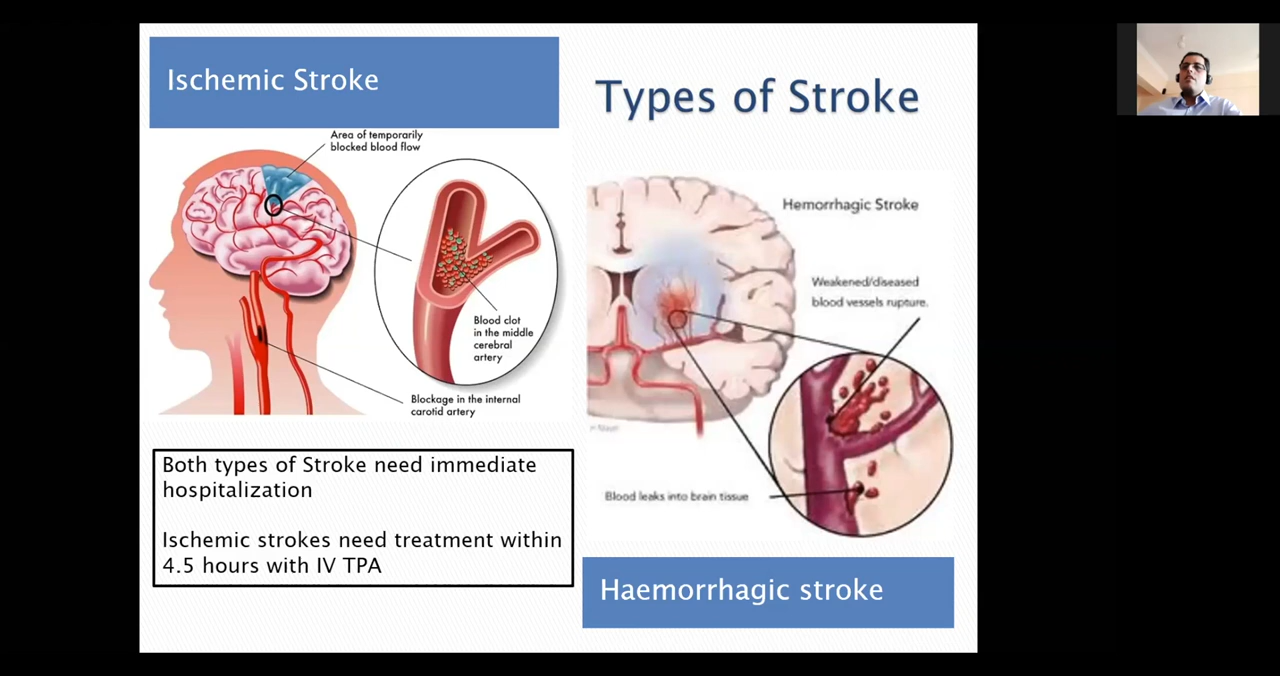 Ischemic Stroke
Types of Stroke
Area of temporarily
blocked blood flow
Blood clot
in the middle
cerebral
artery
Blockage in the internal
carotid artery
Hemorrhagic Stroke
Weakened/diseased
blood vessels rupture.
Blood leaks into brain tissue
Both types of Stroke need immediate
hospitalization
Ischemic strokes need treatment within
4.5 hours with IV TPA
Haemorrhagic stroke